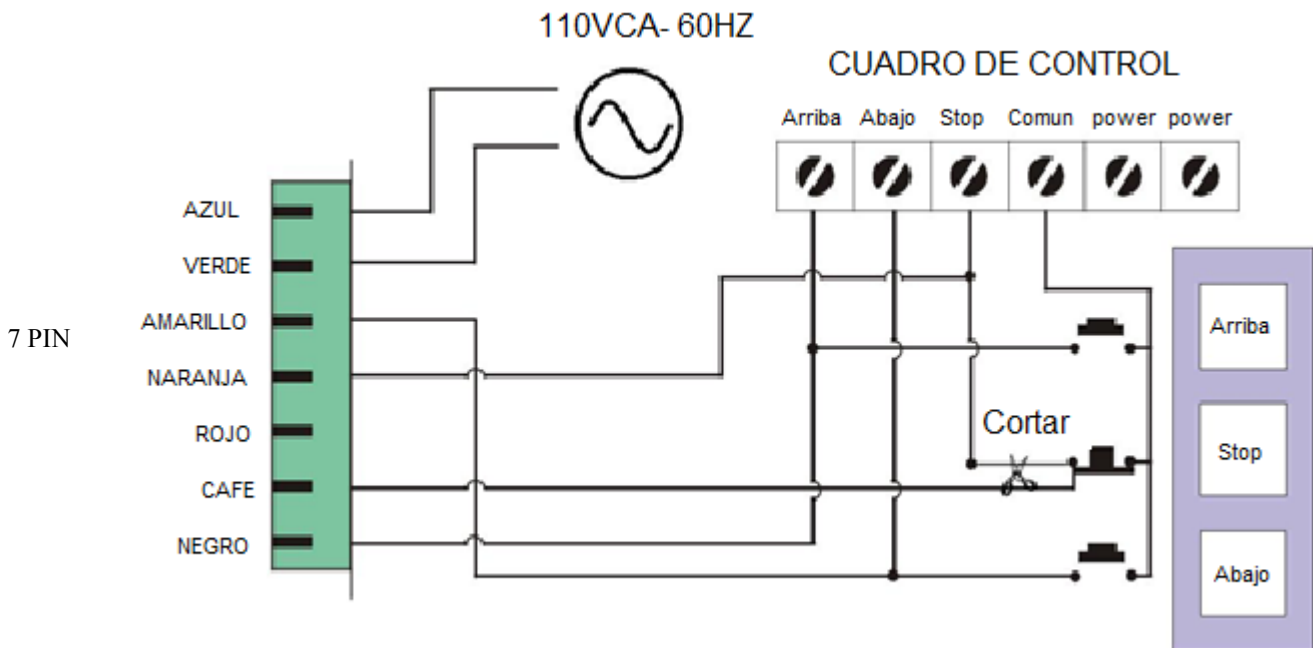 110VCA- 60HZ
CUADRO DE CONTROL
Arriba Abajo Stop Comun power power
AZUL
VERDE
AMARILLO
7 PIN
NARANJA
ROJO
CAFE
NEGRO
Cortar
Arriba
Stop
Abajo